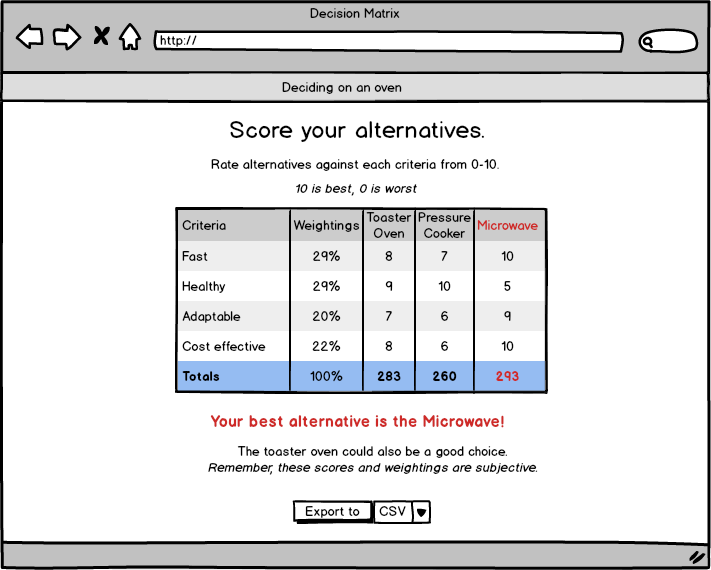 Decision Matrix
http://
Deciding on an oven
Score your alternatives.
Rate alternatives against each criteria from 0-10.
10 is best, 0 is worst
Criteria Weightings Toaster Oven Pressure Cooker Microwave
Fast 29% 8 7 10
Healthy 29% 9 10 5
Adaptable 20% 7 6 9
Cost effective 22% 8 6 10
Totals 100% 283 260 293
Your best alternative is the Microwave!
The toaster oven could also be a good choice.
Remember, these scores and weightings are subjective.
Export to CSV